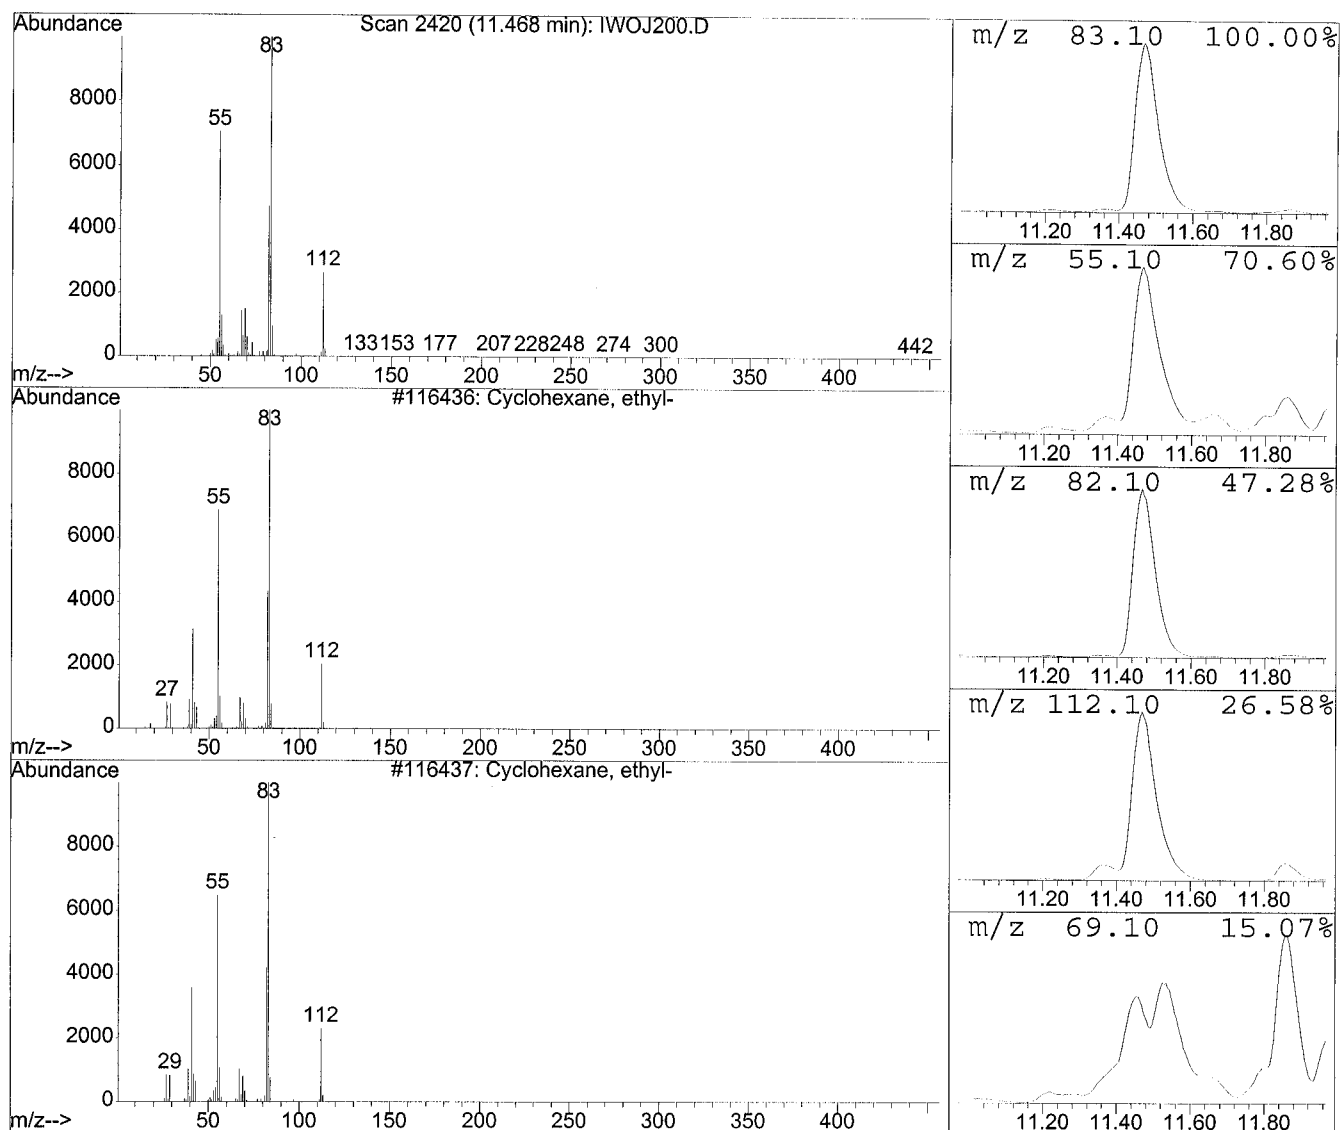 Abundance
Scan 2420 (11.468 min): IWOJ200.D
83
8000
55
6000
4000
112
2000
133 153 177 207 228 248 274 300 442
0
50 100 150 200 250 300 350 400
m/z-->
Abundance
#116436: Cyclohexane, ethyl-
83
8000
55
6000
4000
112
2000
27
0
50 100 150 200 250 300 350 400
m/z-->
Abundance
#116437: Cyclohexane, ethyl-
83
8000
55
6000
4000
112
2000
29
0
50 100 150 200 250 300 350 400
m/z-->
m/z 83.10 100.00%
11.20 11.40 11.60 11.80
m/z 55.10 70.60%
11.20 11.40 11.60 11.80
m/z 82.10 47.28%
11.20 11.40 11.60 11.80
m/z 112.10 26.58%
11.20 11.40 11.60 11.80
m/z 69.10 15.07%
11.20 11.40 11.60 11.80